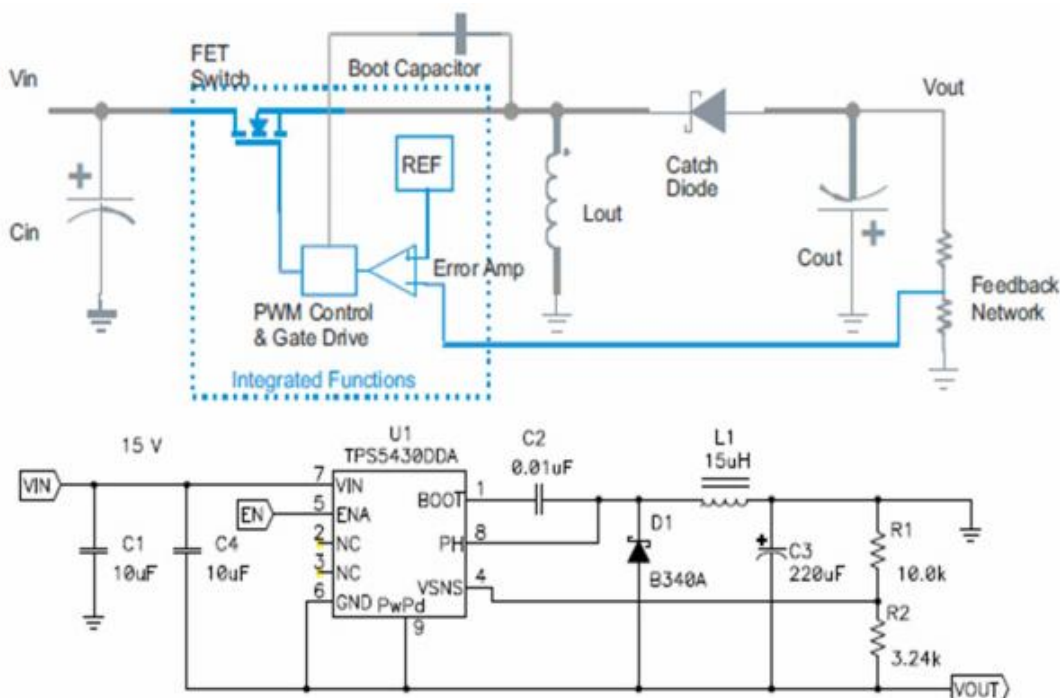 FET
Switch
Boot Capacitor
Vin
Vout
REF
Catch
Diode
Cin
Lout
Cout
Error Amp
PWM Control
& Gate Drive
Feedback
Network
Integrated Functions
15 V
U1
TPS5430DDA
C2
0.01uF
L1
15uH
VIN
7
VIN
BOOT
1
EN
5
ENA
D1
2
NC
PH
8
C1
10uF
C4
10uF
3
NC
VSNS
4
B340A
C3
220uF
R1
10.0k
6
GND
PwPd
9
R2
3.24k
VOUT